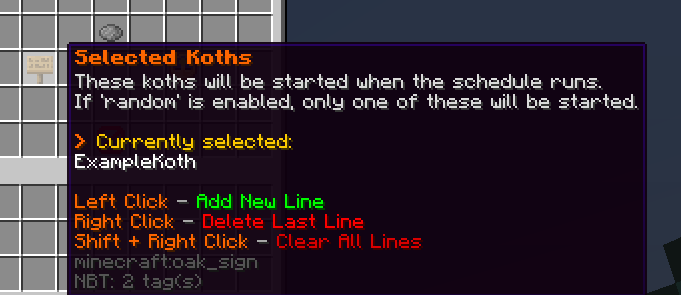 Selected Koths
These koths will be started when the schedule runs.
If 'random' is enabled, only one of these will be started.
> Currently selected:
ExampleKoth
Left Click - Add New Line
Right Click - Delete Last Line
Shift + Right Click - Clear All Lines
minecraft:oak_sign
NBT: 2 tag(s)